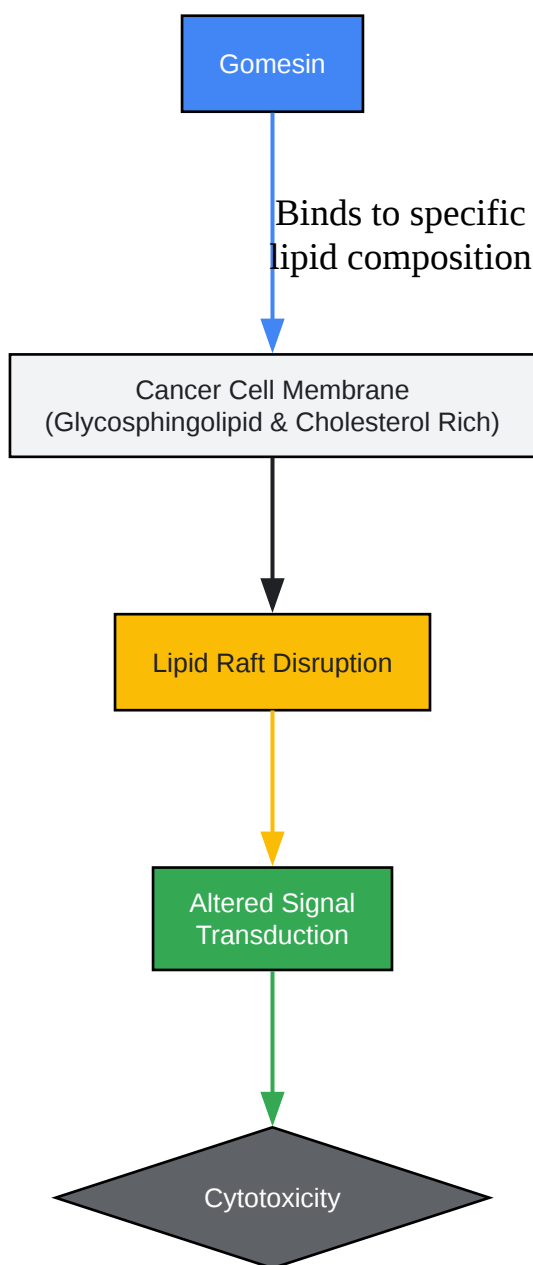 Gomesin
Binds to specific
lipid composition
Cancer Cell Membrane
(Glycosphingolipid & Cholesterol Rich)
Lipid Raft Disruption
Altered Signal
Transduction
Cytotoxicity